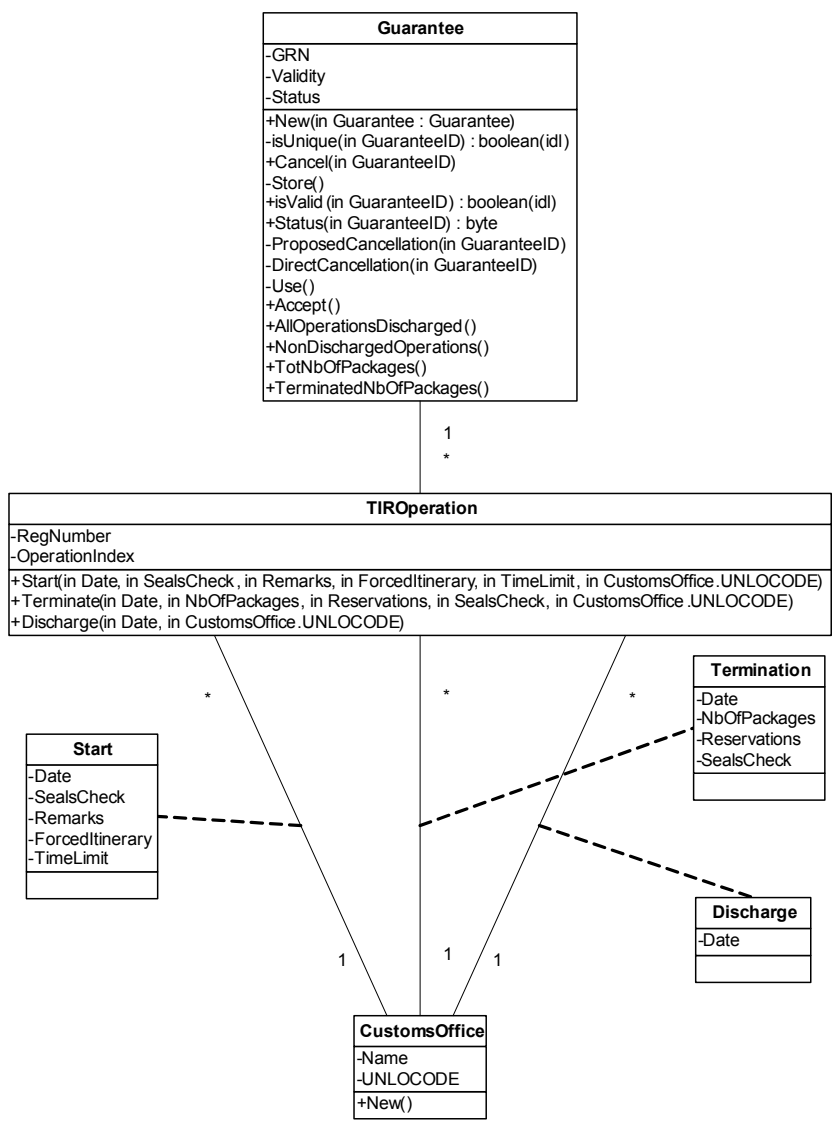 Guarantee
-GRN
-Validity
-Status
+New(in Guarantee : Guarantee)
-isUnique(in GuaranteeID) : boolean(idl)
+Cancel(in GuaranteeID)
-Store()
+isValid(in GuaranteeID) : boolean(idl)
+Status(in GuaranteeID) : byte
-ProposedCancellation(in GuaranteeID)
-DirectCancellation(in GuaranteeID)
-Use()
+Accept()
+AllOperationsDischarged()
+NonDischargedOperations()
+TotNbOfPackages()
+TerminatedNbOfPackages()
1
*
TIROperation
-RegNumber
-OperationIndex
+Start(in Date, in SealsCheck, in Remarks, in ForcedItinerary, in TimeLimit, in CustomsOffice.UNLOCODE)
+Terminate(in Date, in NbOfPackages, in Reservations, in SealsCheck, in CustomsOffice.UNLOCODE)
+Discharge(in Date, in CustomsOffice.UNLOCODE)
* * *
Termination
-Date
-NbOfPackages
-Reservations
-SealsCheck
Start
-Date
-SealsCheck
-Remarks
-ForcedItinerary
-TimeLimit
Discharge
-Date
1 1 1
CustomsOffice
-Name
-UNLOCODE
+New()